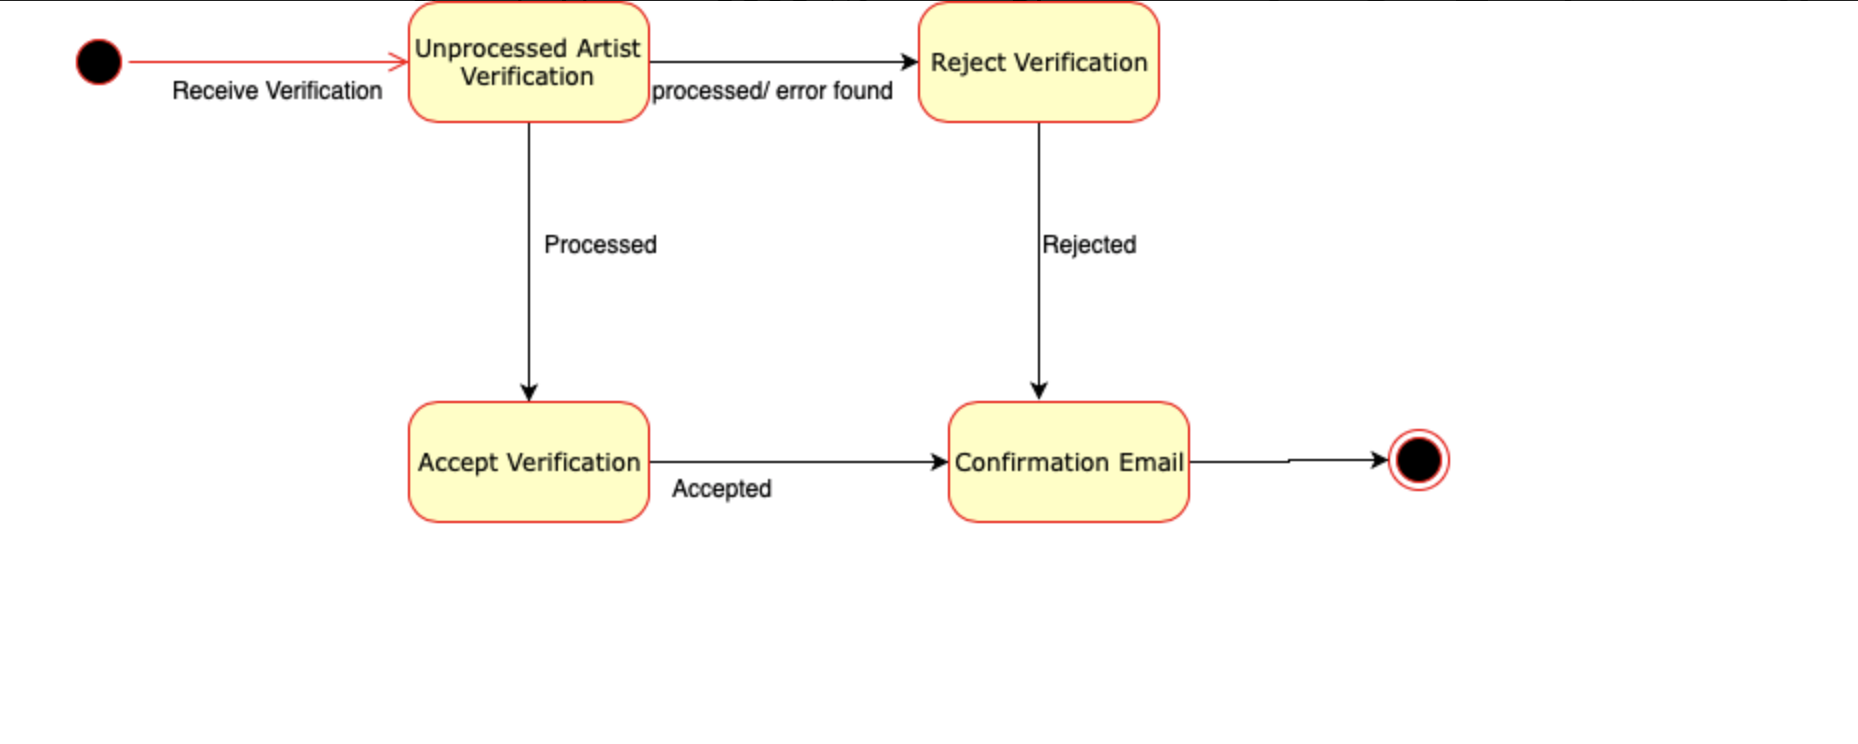 Unprocessed Artist
Verification
Reject Verification
Receive Verification
processed/ error found
Processed
Rejected
Accept Verification
Confirmation Email
Accepted